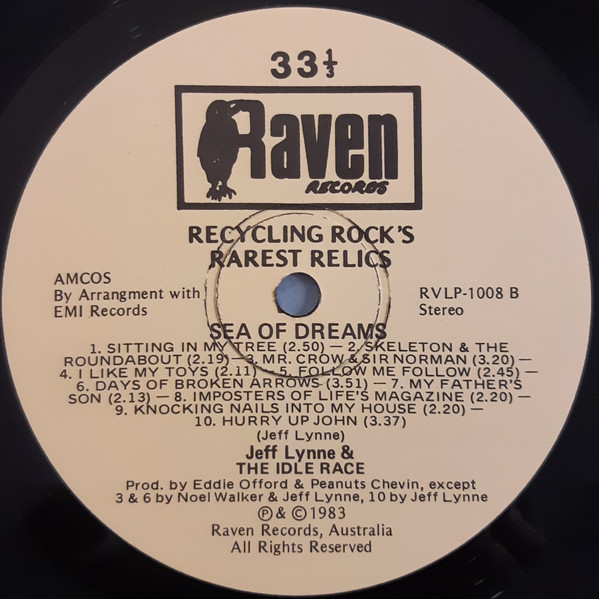 33⅓
Raven
RECORDS
RECYCLING ROCK'S
RAREST RELICS
AMCOS
By Arrangment with
EMI Records
RVLP-1008 B
Stereo
SEA OF DREAMS
1. SITTING IN MY TREE (2.50) — 2. SKELETON & THE
ROUNDABOUT (2.19) — 3. MR. CROW & SIR NORMAN (3.20) —
4. I LIKE MY TOYS (2.11) — 5. FOLLOW ME FOLLOW (2.45) —
6. DAYS OF BROKEN ARROWS (3.51) — 7. MY FATHER'S
SON (2.13) — 8. IMPOSTERS OF LIFE'S MAGAZINE (2.20) —
9. KNOCKING NAILS INTO MY HOUSE (2.20) —
10. HURRY UP JOHN (3.37)
(Jeff Lynne)
Jeff Lynne &
THE IDLE RACE
Prod. by Eddie Offord & Peanuts Chevin, except
3 & 6 by Noel Walker & Jeff Lynne, 10 by Jeff Lynne
℗ & © 1983
Raven Records, Australia
All Rights Reserved